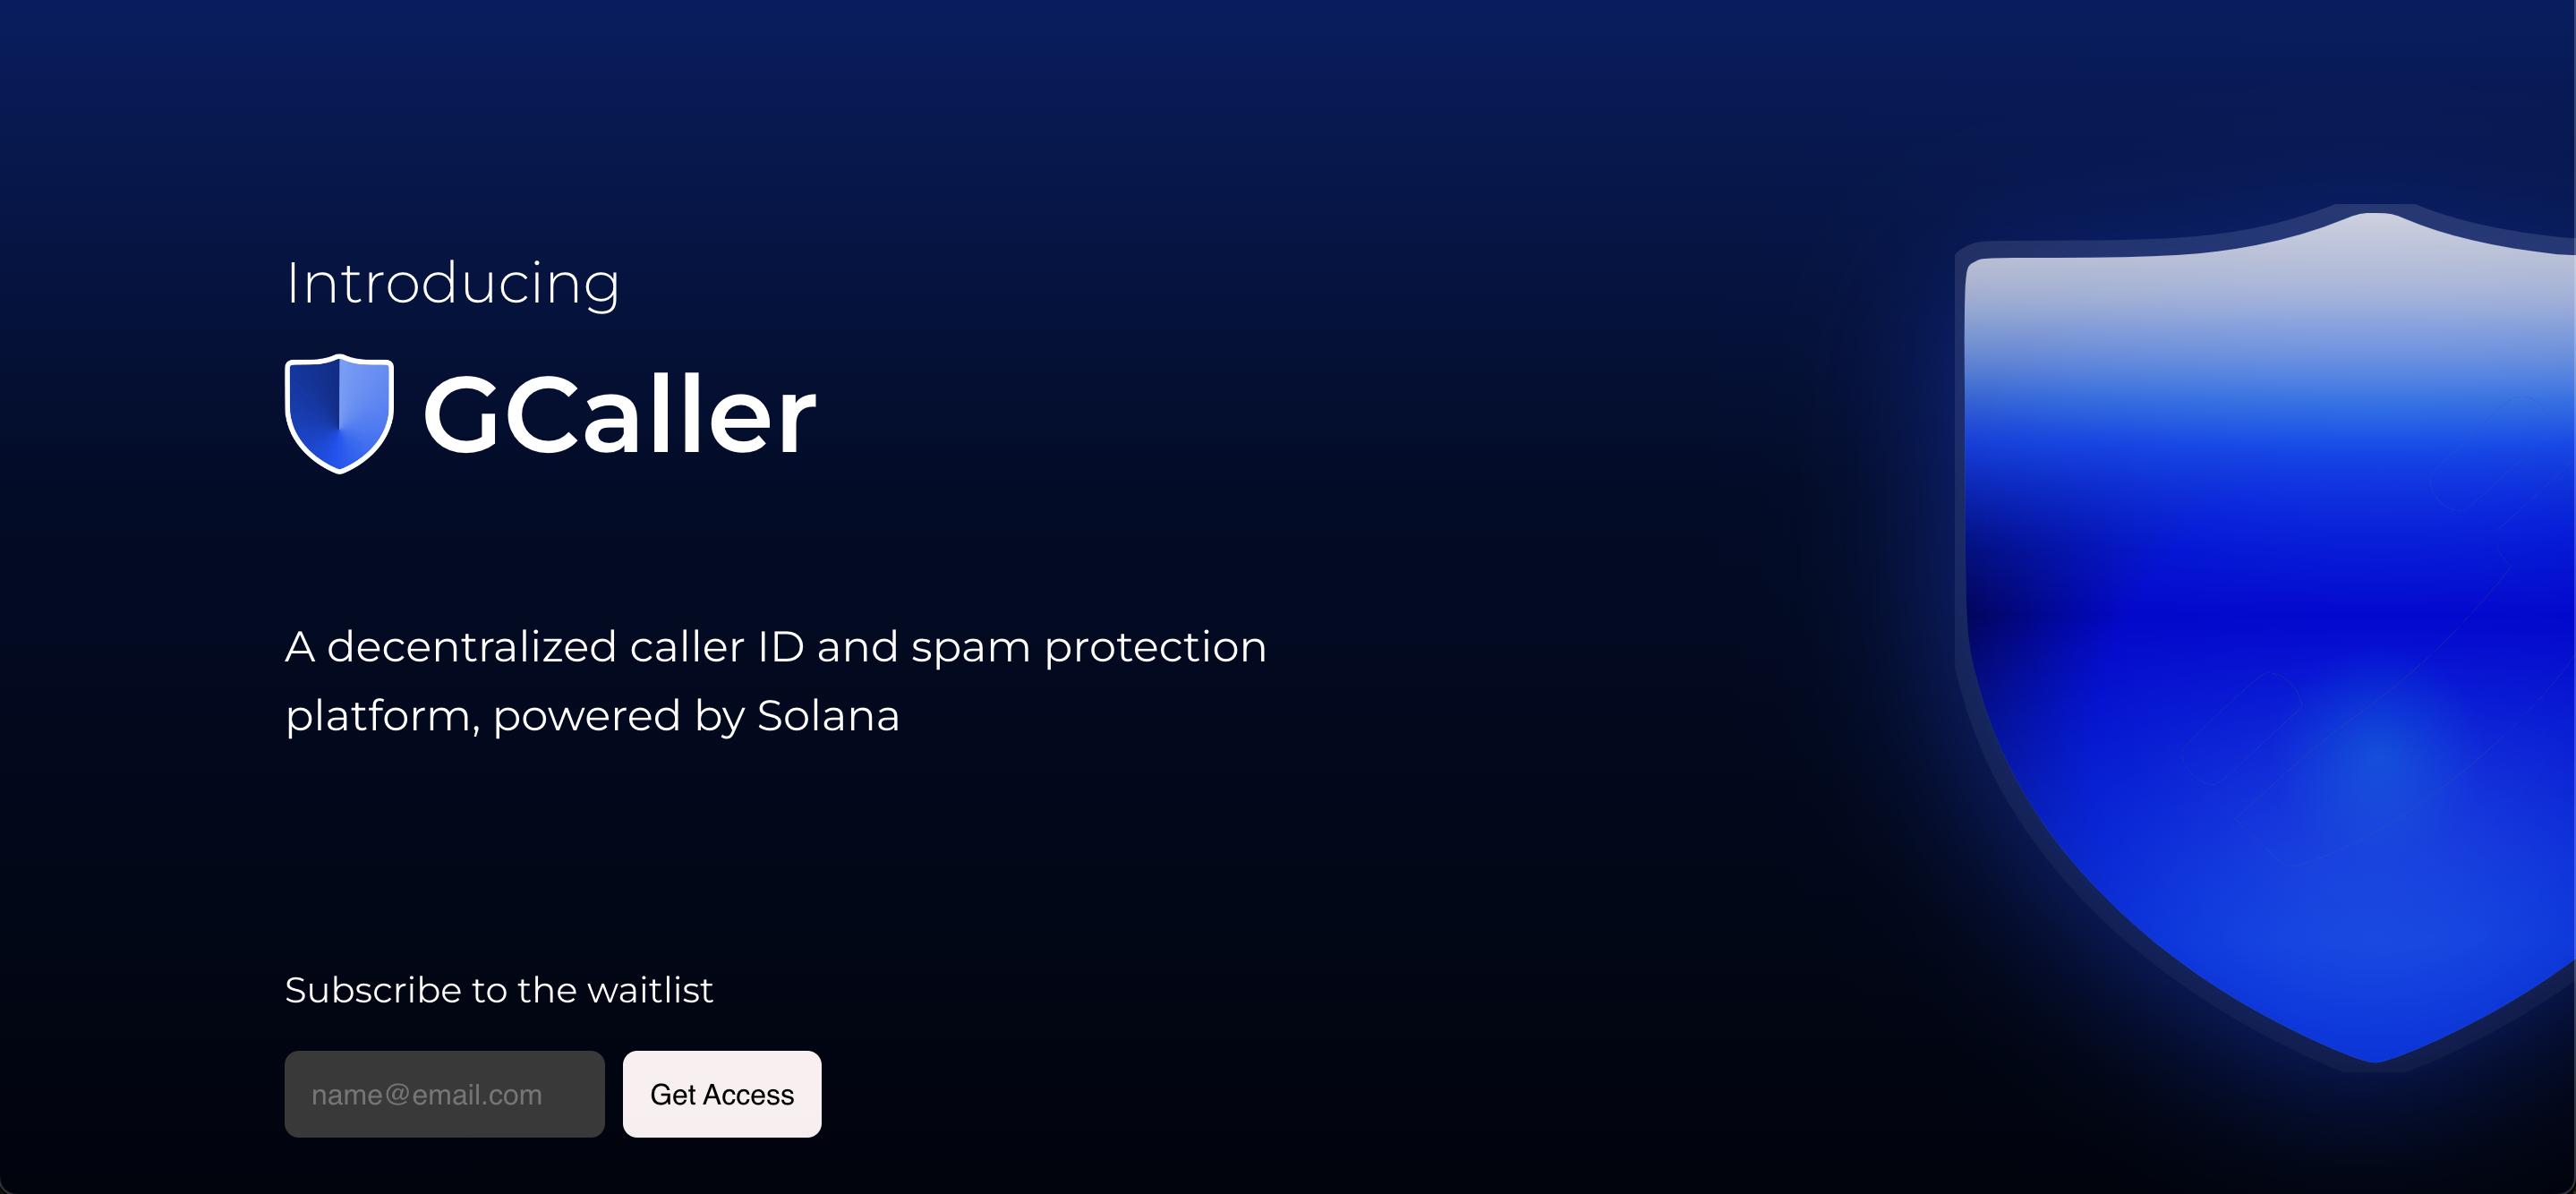 Introducing
GCaller
A decentralized caller ID and spam protection
platform, powered by Solana
Subscribe to the waitlist
name@email.com Get Access